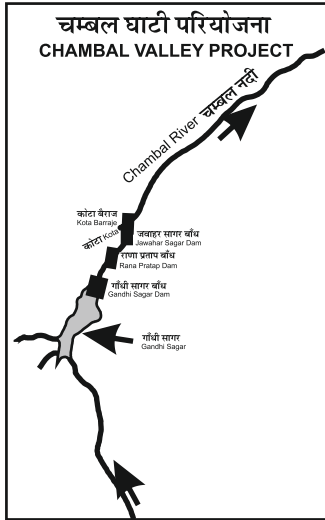 चम्बल घाटी परियोजना
CHAMBAL VALLEY PROJECT
Chambal River चम्बल नदी
कोटा बैराज
Kota Barraje
कोटा Kota
जवाहर सागर बाँध
Jawahar Sagar Dam
राणा प्रताप बाँध
Rana Pratap Dam
गाँधी सागर बाँध
Gandhi Sagar Dam
गाँधी सागर
Gandhi Sagar